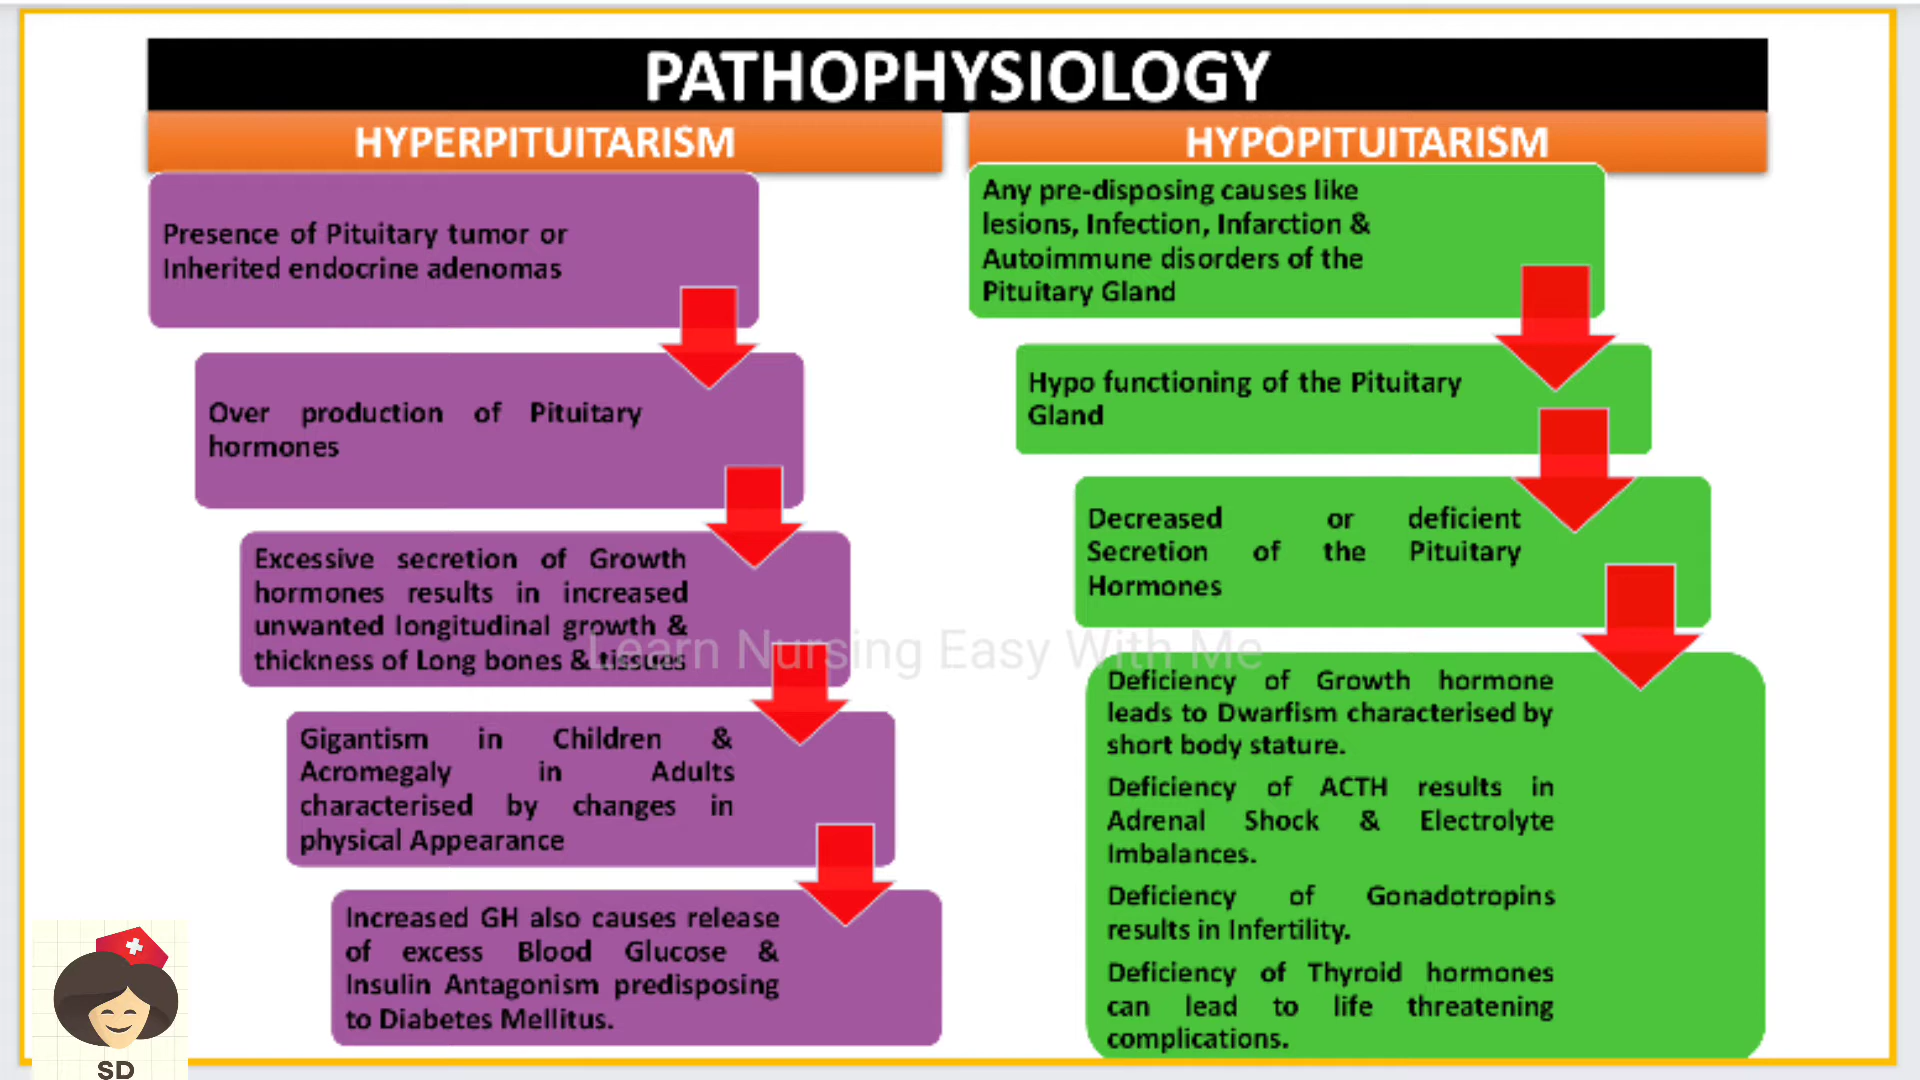 PATHOPHYSIOLOGY
HYPERPITUITARISM
Presence of Pituitary tumor or
Inherited endocrine adenomas
Over production of Pituitary
hormones
Excessive secretion of Growth
hormones results in increased
unwanted longitudinal growth &
thickness of Long bones & tissues
Gigantism in Children &
Acromegaly in Adults
characterised by changes in
physical Appearance
Increased GH also causes release
of excess Blood Glucose &
Insulin Antagonism predisposing
to Diabetes Mellitus.
HYPOPITUITARISM
Any pre-disposing causes like
lesions, Infection, Infarction &
Autoimmune disorders of the
Pituitary Gland
Hypo functioning of the Pituitary
Gland
Decreased or deficient
Secretion of the Pituitary
Hormones
Deficiency of Growth hormone
leads to Dwarfism characterised by
short body stature.
Deficiency of ACTH results in
Adrenal Shock & Electrolyte
Imbalances.
Deficiency of Gonadotropins
results in Infertility.
Deficiency of Thyroid hormones
can lead to life threatening
complications.
Learn Nursing Easy With Me
SD